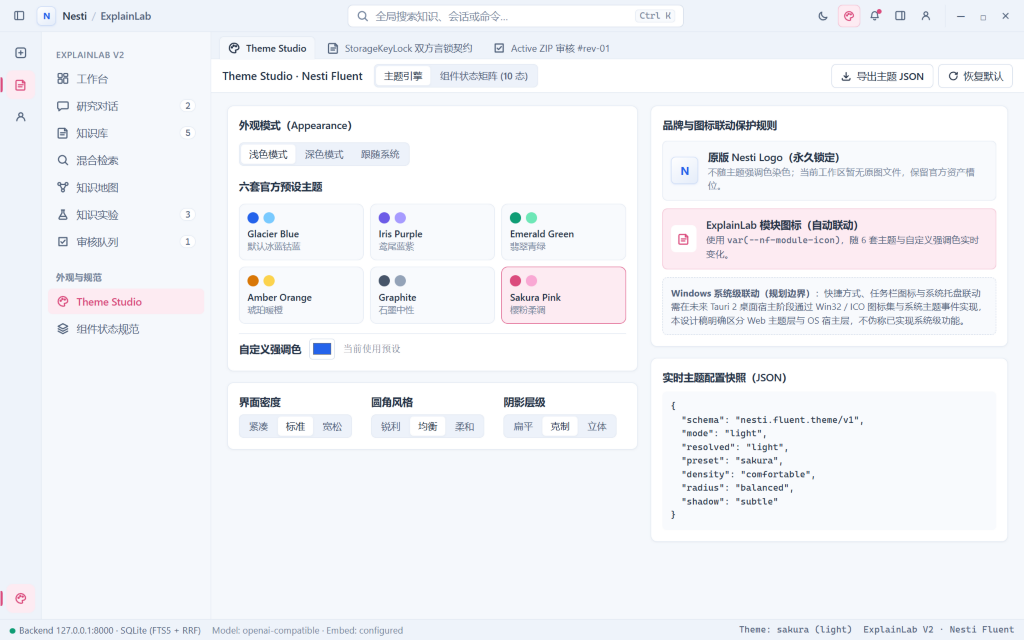 N Nesti / ExplainLab
全局搜索知识、会话或命令... Ctrl K
EXPLAINLAB V2
工作台
研究对话 2
知识库 5
混合检索
知识地图
知识实验 3
审核队列 1
外观与规范
Theme Studio
组件状态规范
Theme Studio
StorageKeyLock 双方言锁契约
Active ZIP 审核 #rev-01
Theme Studio · Nesti Fluent
主题引擎
组件状态矩阵 (10 态)
导出主题 JSON
恢复默认
外观模式（Appearance）
浅色模式
深色模式
跟随系统
六套官方预设主题
Glacier Blue
默认冰蓝钴蓝
Iris Purple
鸢尾蓝紫
Emerald Green
翡翠青绿
Amber Orange
琥珀暖橙
Graphite
石墨中性
Sakura Pink
樱粉柔调
自定义强调色
当前使用预设
界面密度
紧凑
标准
宽松
圆角风格
锐利
均衡
柔和
阴影层级
扁平
克制
立体
品牌与图标联动保护规则
N
原版 Nesti Logo（永久锁定）
不随主题强调色染色；当前工作区暂无原图文件，保留官方资产槽
位。
ExplainLab 模块图标（自动联动）
使用 var(--nf-module-icon)，随 6 套主题与自定义强调色实时
变化。
Windows 系统级联动（规划边界）：快捷方式、任务栏图标与系统托盘联动
需在未来 Tauri 2 桌面宿主阶段通过 Win32 / ICO 图标集与系统主题事件实现，
本设计稿明确区分 Web 主题层与 OS 宿主层，不伪称已实现系统级功能。
实时主题配置快照（JSON）
{
"schema": "nesti.fluent.theme/v1",
"mode": "light",
"resolved": "light",
"preset": "sakura",
"density": "comfortable",
"radius": "balanced",
"shadow": "subtle"
}
Backend 127.0.0.1:8000 · SQLite (FTS5 + RRF)
Model: openai-compatible · Embed: configured
Theme: sakura (light)
ExplainLab V2 · Nesti Fluent